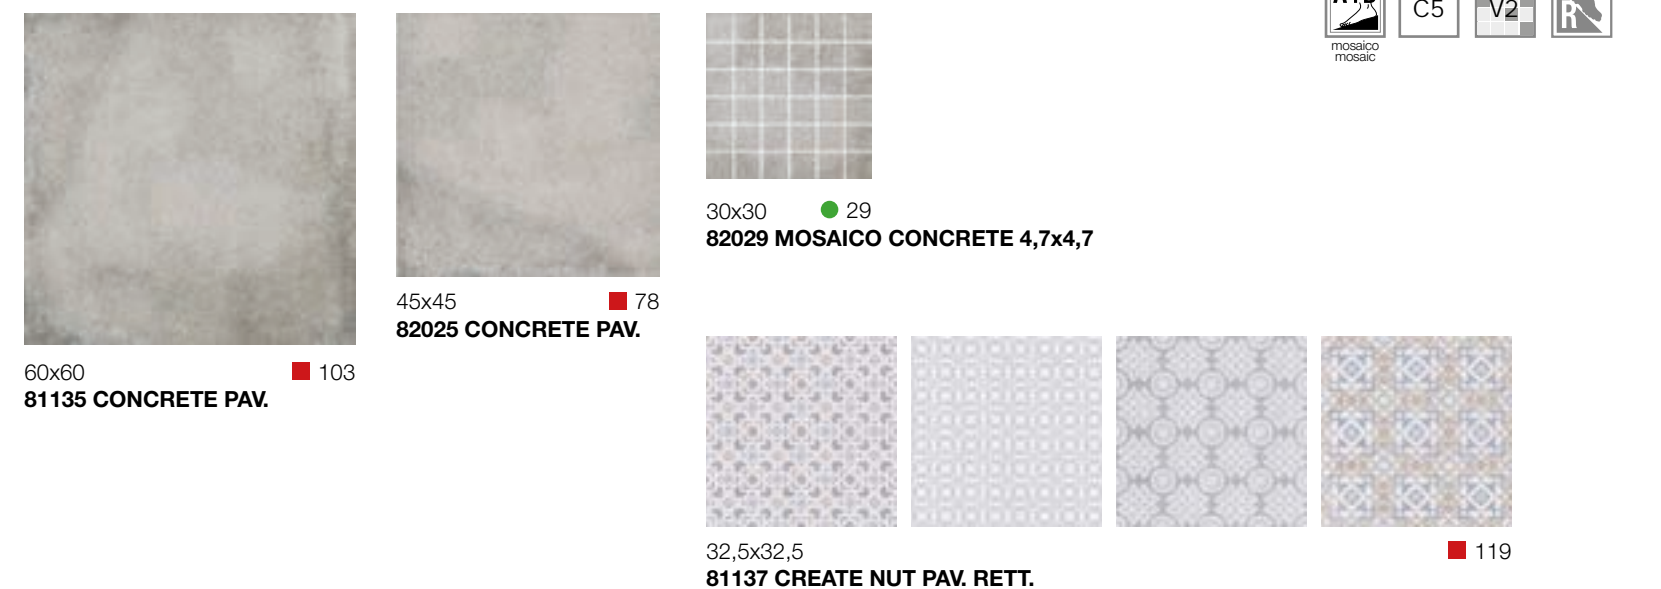 C5
V2
R
mosaico
mosaic
30x30 29
82029 MOSAICO CONCRETE 4,7x4,7
45x45 78
82025 CONCRETE PAV.
60x60 103
81135 CONCRETE PAV.
32,5x32,5 119
81137 CREATE NUT PAV. RETT.